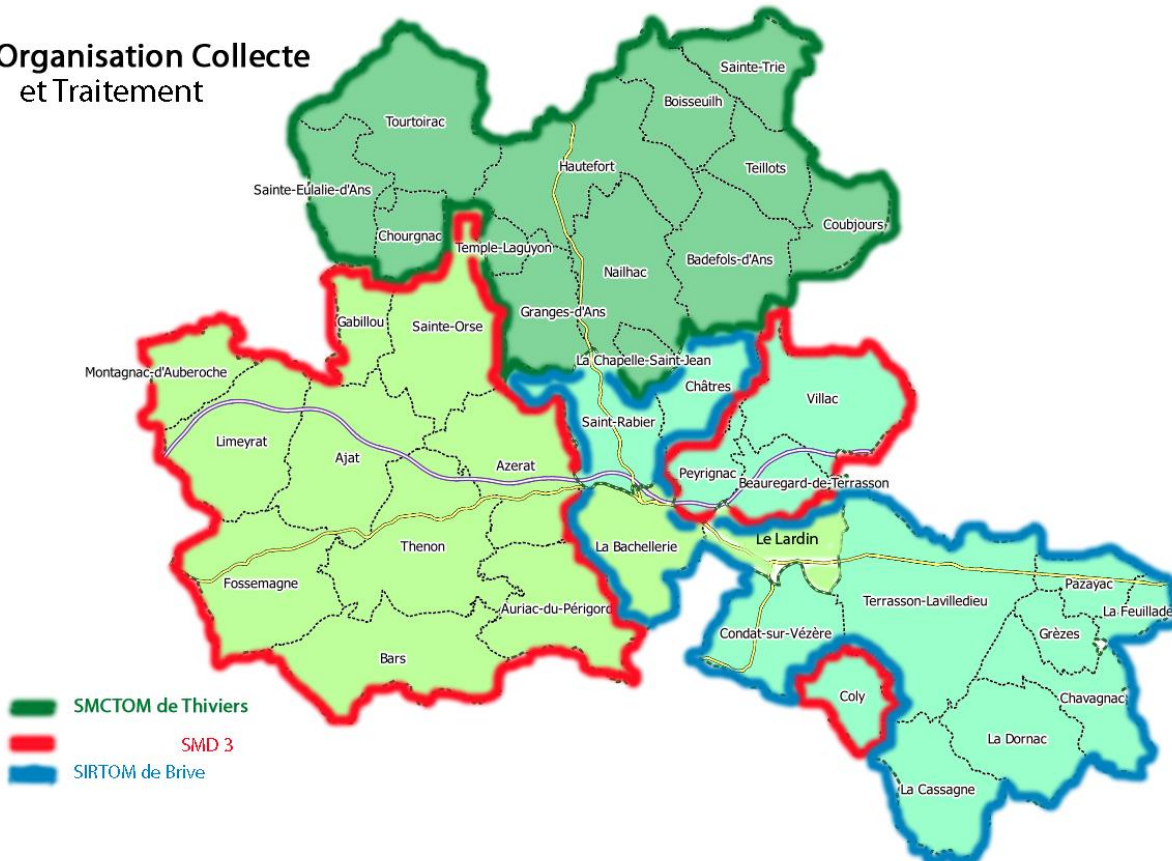 Organisation Collecte
et Traitement
Sainte-Trie
Boisseuilh
Tourtoirac
Hautefort
Teillots
Sainte-Eulalie-d'Ans
Coubjours
Chourgnac
Temple-Laguyon
Badefols-d'Ans
Nailhac
Granges-d'Ans
Gabillou
Sainte-Orse
La Chapelle-Saint-Jean
Montagnac-d'Auberoche
Châtres
Villac
Saint-Rabier
Limeyrat
Ajat
Azerat
Peyrignac
Beauregard-de-Terrasson
Le Lardin
Thenon
La Bachellerie
Fossemagne
Pazayac
Terrasson-Lavilledieu
Auriac-du-Périgord
La Feuillade
Condat-sur-Vézère
Grèzes
Bars
Coly
Chavagnac
SMCTOM de Thiviers
La Dornac
SMD 3
SIRTOM de Brive
La Cassagne